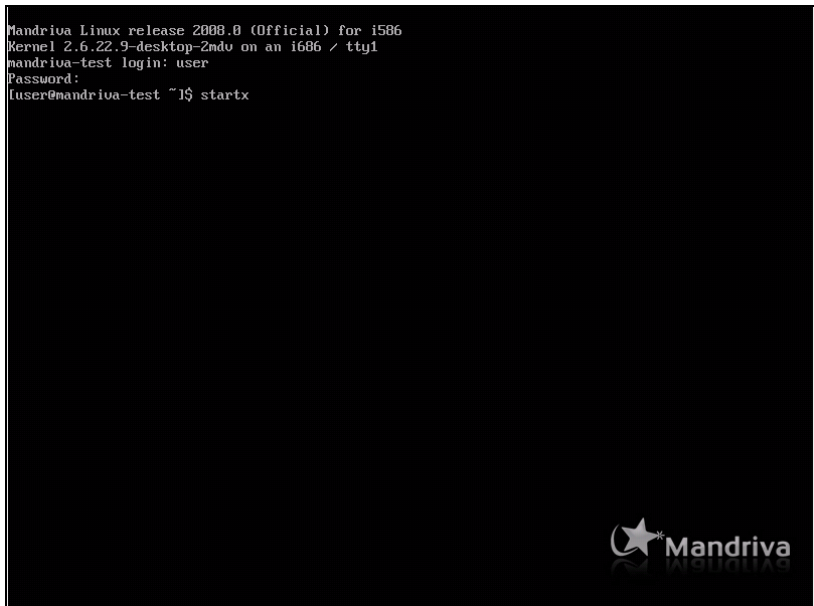 Mandriva Linux release 2008.0 (Official) for i586
Kernel 2.6.22.9-desktop-2mdv on an i686 / tty1
mandriva-test login: user
Password:
[user@mandriva-test ~]$ startx
Mandriva